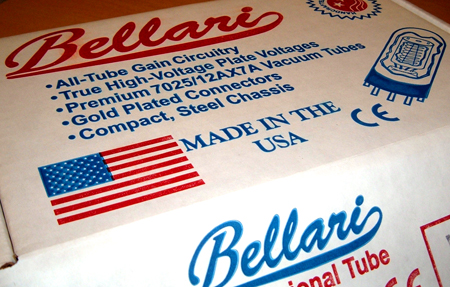 Bellari
•All-Tube Gain Circuitry
•True High-Voltage Plate Voltages
•Premium 7025/12AX7A Vacuum Tubes
•Gold Plated Connectors
•Compact, Steel Chassis
CE
MADE IN THE
USA
Bellari
ional Tube